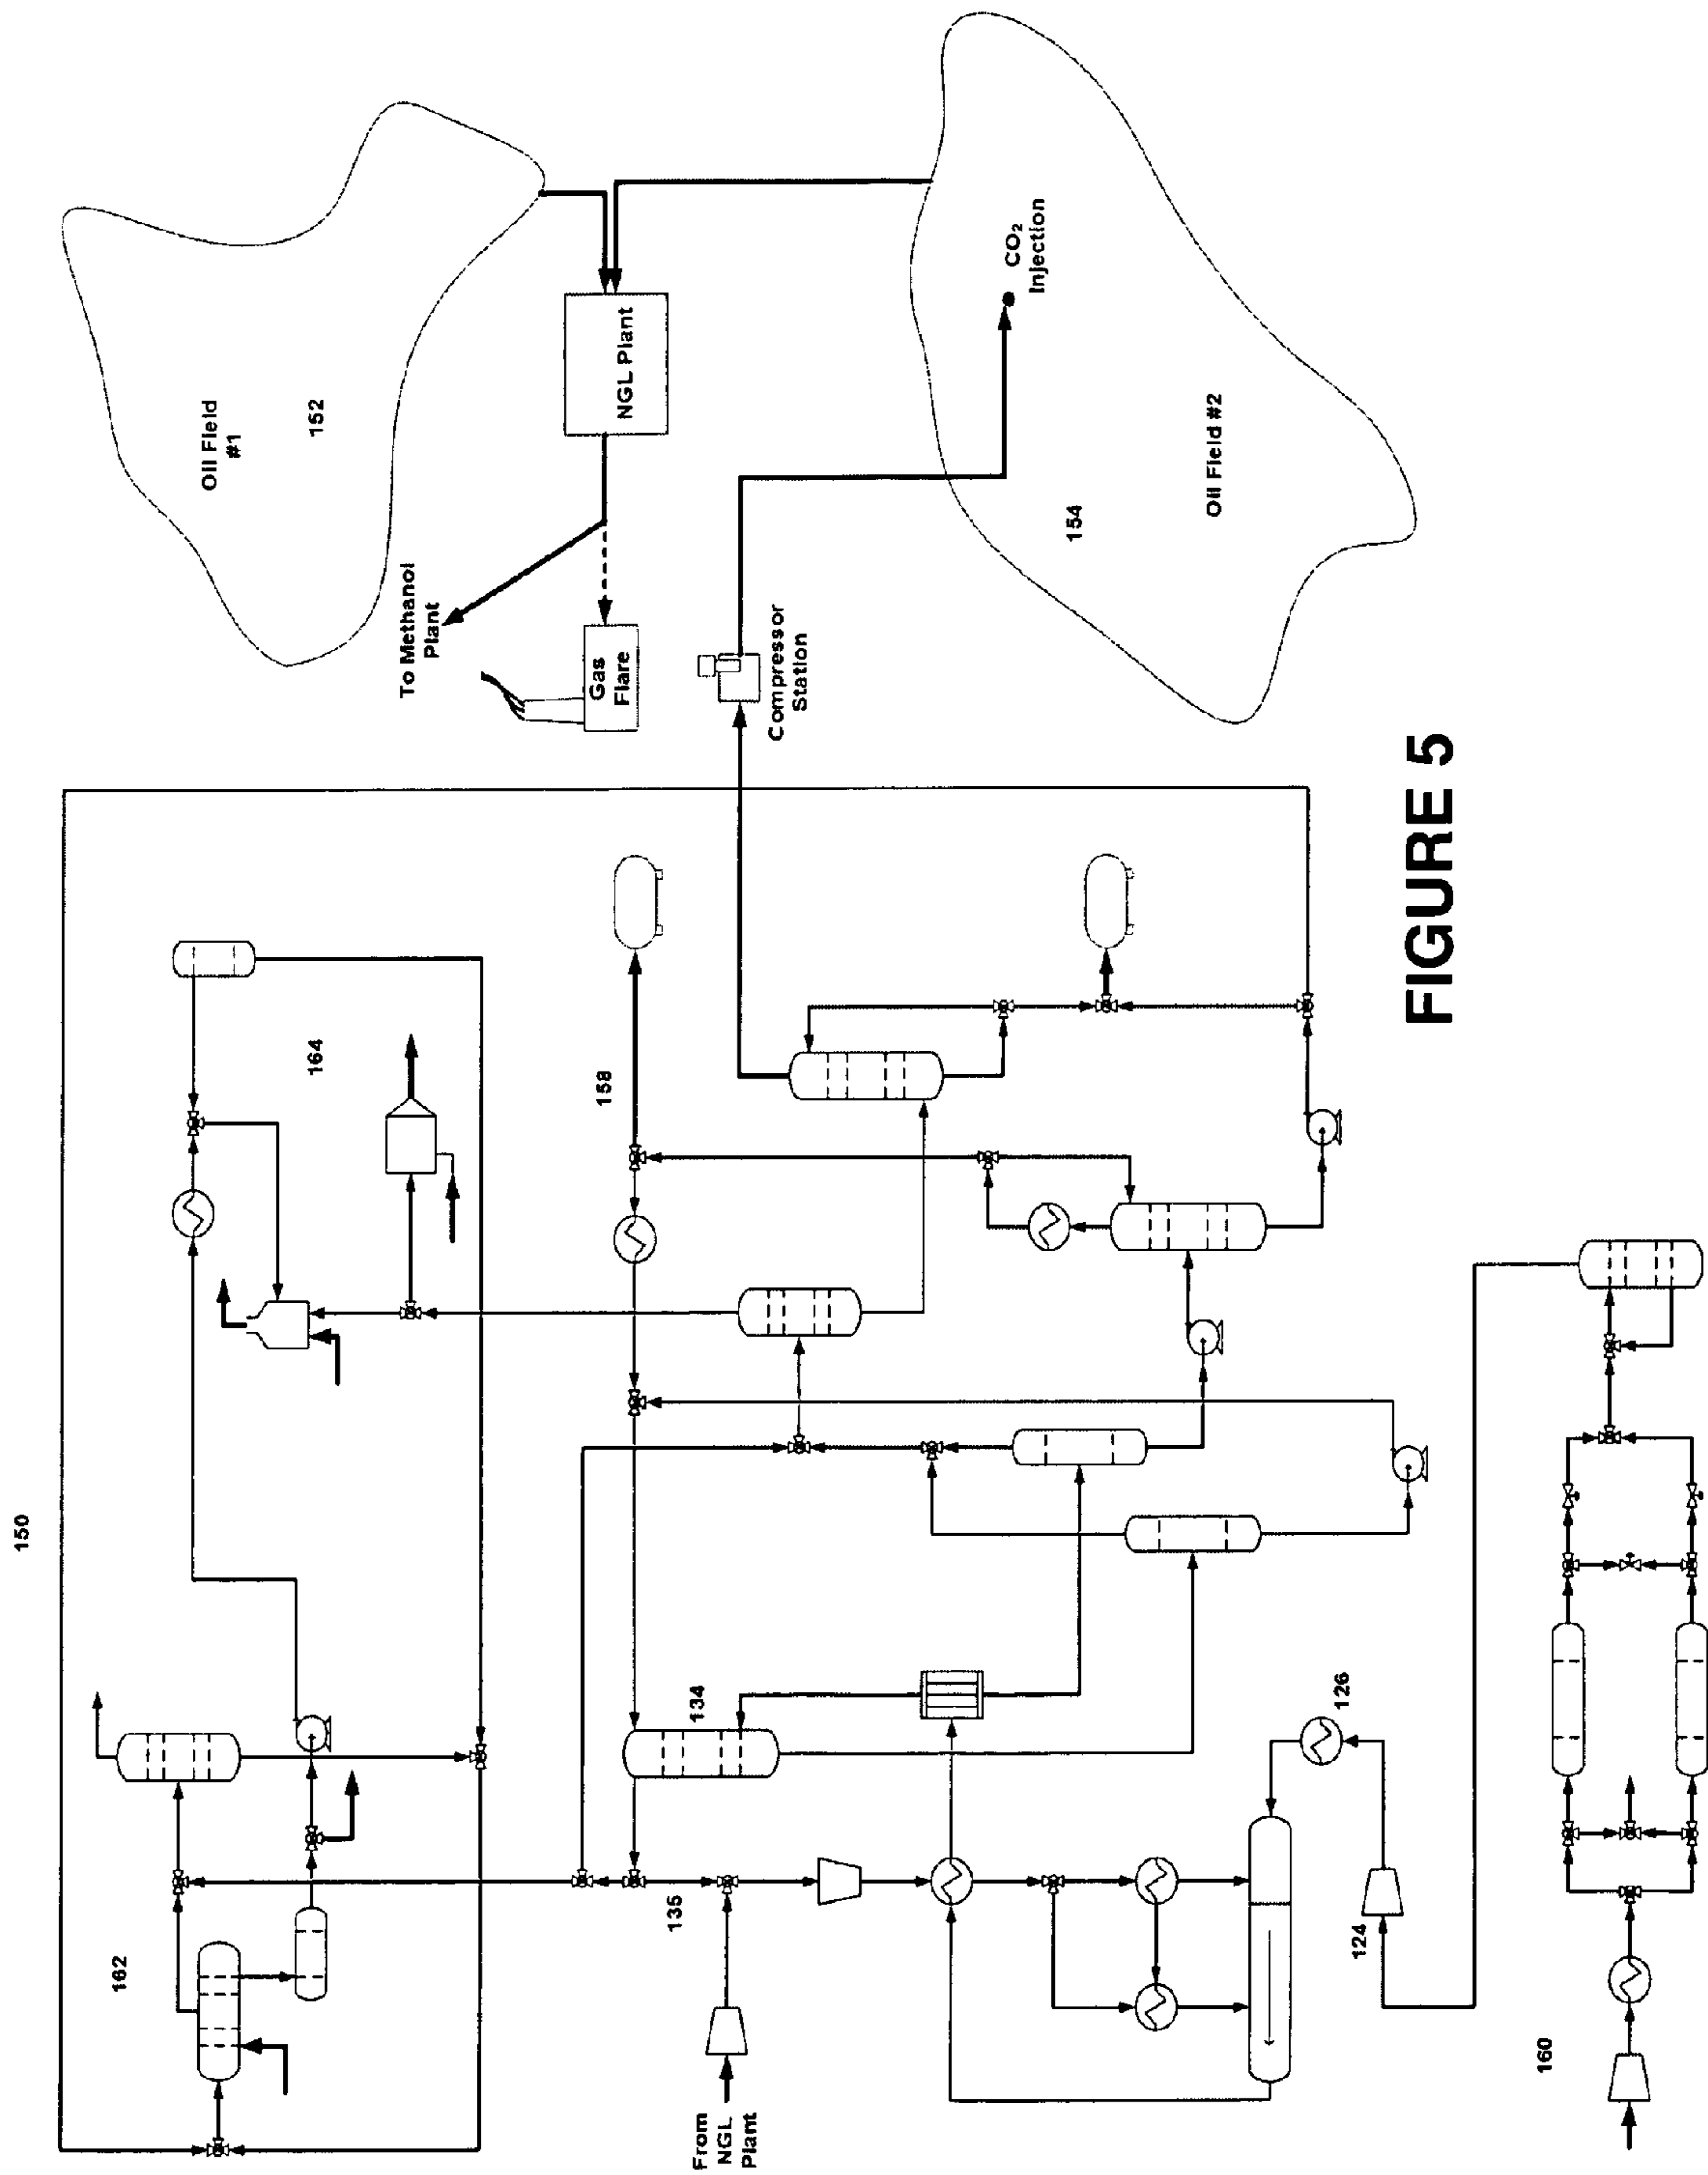 150
Oil Field
#1
152
162
164
To Methanol
Plant
NGL Plant
Gas
Flare
158
135
134
From
NGL
Plant
Compressor
Station
CO₂
Injection
154
Oil Field #2
126
124
160
FIGURE 5